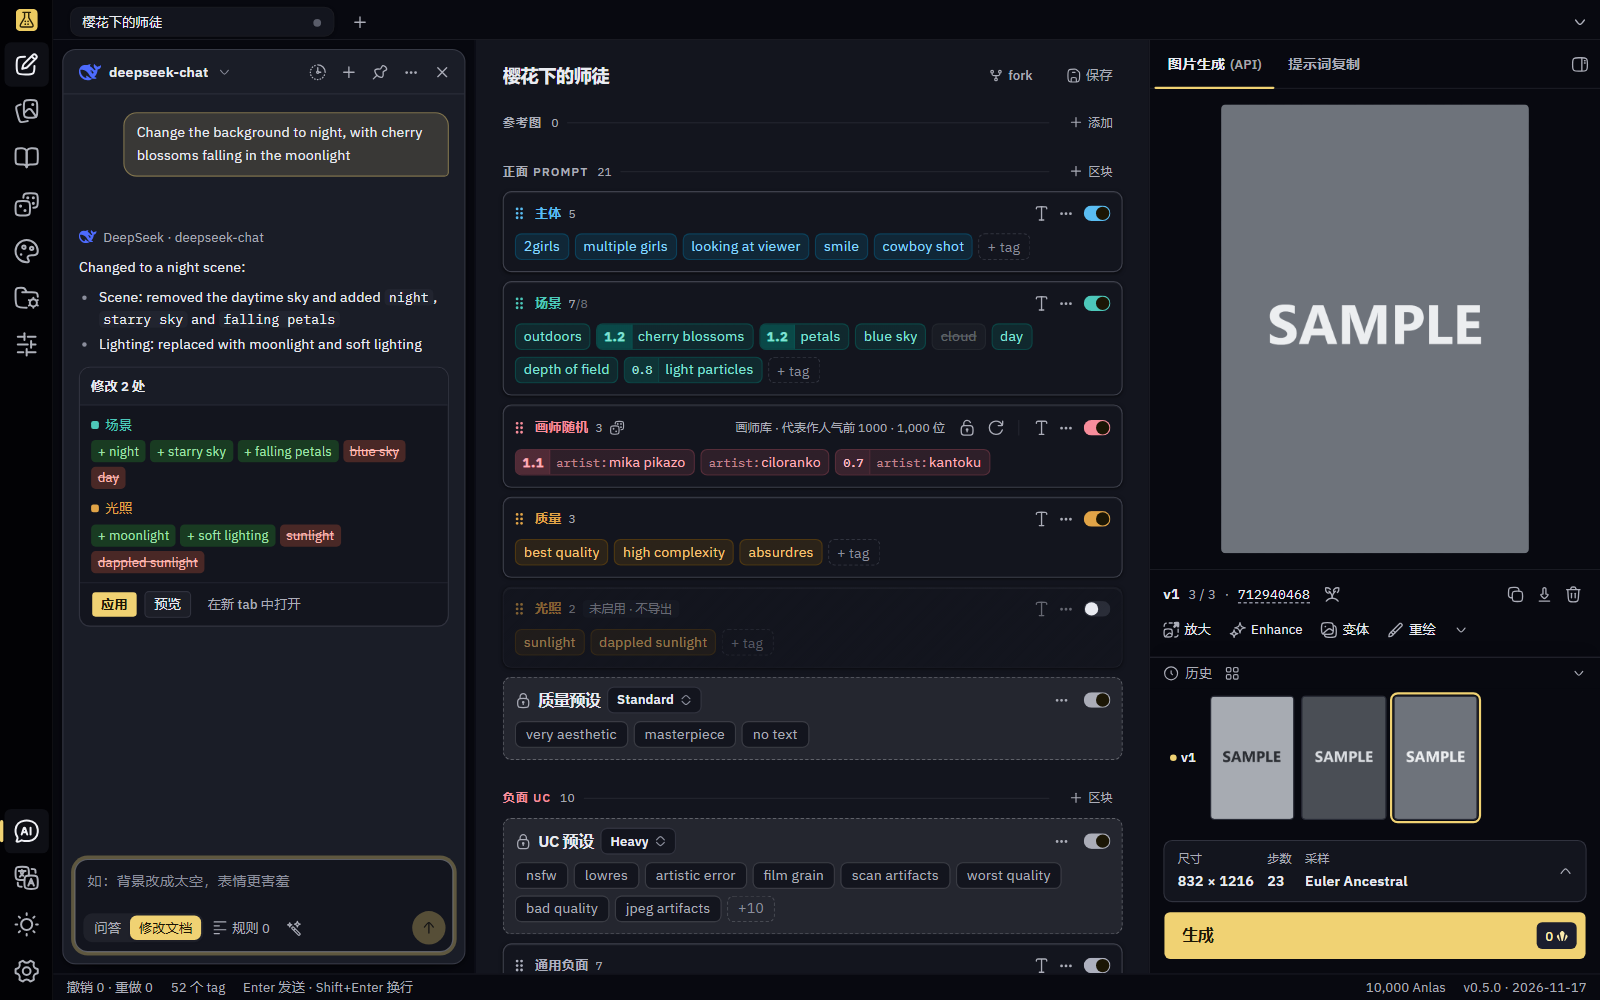 樱花下的师徒
deepseek-chat
Change the background to night, with cherry
blossoms falling in the moonlight
DeepSeek · deepseek-chat
Changed to a night scene:
• Scene: removed the daytime sky and added night,
starry sky and falling petals
• Lighting: replaced with moonlight and soft lighting
修改 2 处
场景
+ night + starry sky + falling petals blue sky
day
光照
+ moonlight + soft lighting sunlight
dappled sunlight
应用 预览 在新 tab 中打开
如：背景改成太空，表情更害羞
问答 修改文档 规则 0
樱花下的师徒 fork 保存
参考图 0 + 添加
正面 PROMPT 21 + 区块
主体 5
2girls multiple girls looking at viewer smile cowboy shot + tag
场景 7/8
outdoors 1.2 cherry blossoms 1.2 petals blue sky cloud day
depth of field 0.8 light particles + tag
画师随机 3 画师库 · 代表作人气前 1000 · 1,000 位
1.1 artist:mika pikazo artist:ciloranko 0.7 artist:kantoku
质量 3
best quality high complexity absurdres + tag
光照 2 未启用 · 不导出
sunlight dappled sunlight + tag
质量预设 Standard
very aesthetic masterpiece no text
负面 UC 10 + 区块
UC 预设 Heavy
nsfw lowres artistic error film grain scan artifacts worst quality
bad quality jpeg artifacts +10
通用负面 7
图片生成 (API) 提示词复制
SAMPLE
v1 3 / 3 · 712940468
放大 Enhance 变体 重绘
历史
v1 SAMPLE SAMPLE SAMPLE
尺寸 步数 采样
832 × 1216 23 Euler Ancestral
生成 0
AI
撤销 0 · 重做 0 52 个 tag Enter 发送 · Shift+Enter 换行
10,000 Anlas v0.5.0 · 2026-11-17